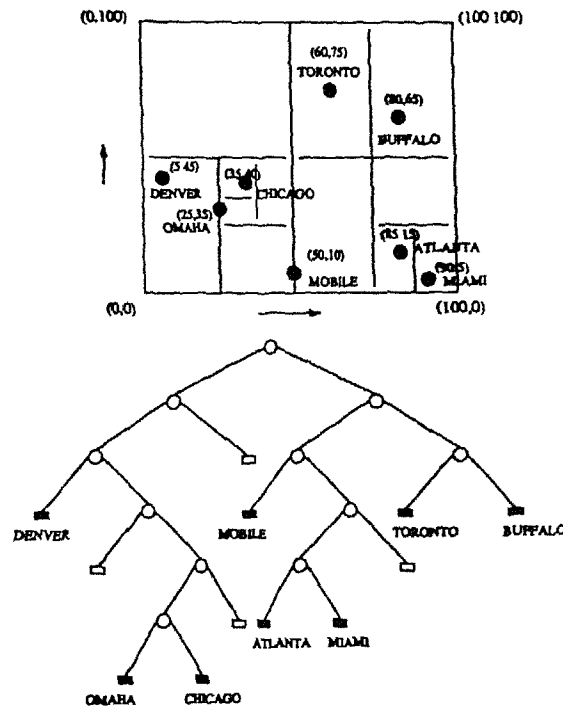 (0,100)
(100 100)
(60,75)
TORONTO
(80,65)
BUFFALO
(5 45)
DENVER
CHICAGO
(25,35)
OMAHA
ATLANTA
(50,10)
MOBILE
MIAMI
(0,0)
(100,0)
DENVER
MOBILE
TORONTO
BUFFALO
ATLANTA
MIAMI
OMAHA
CHICAGO